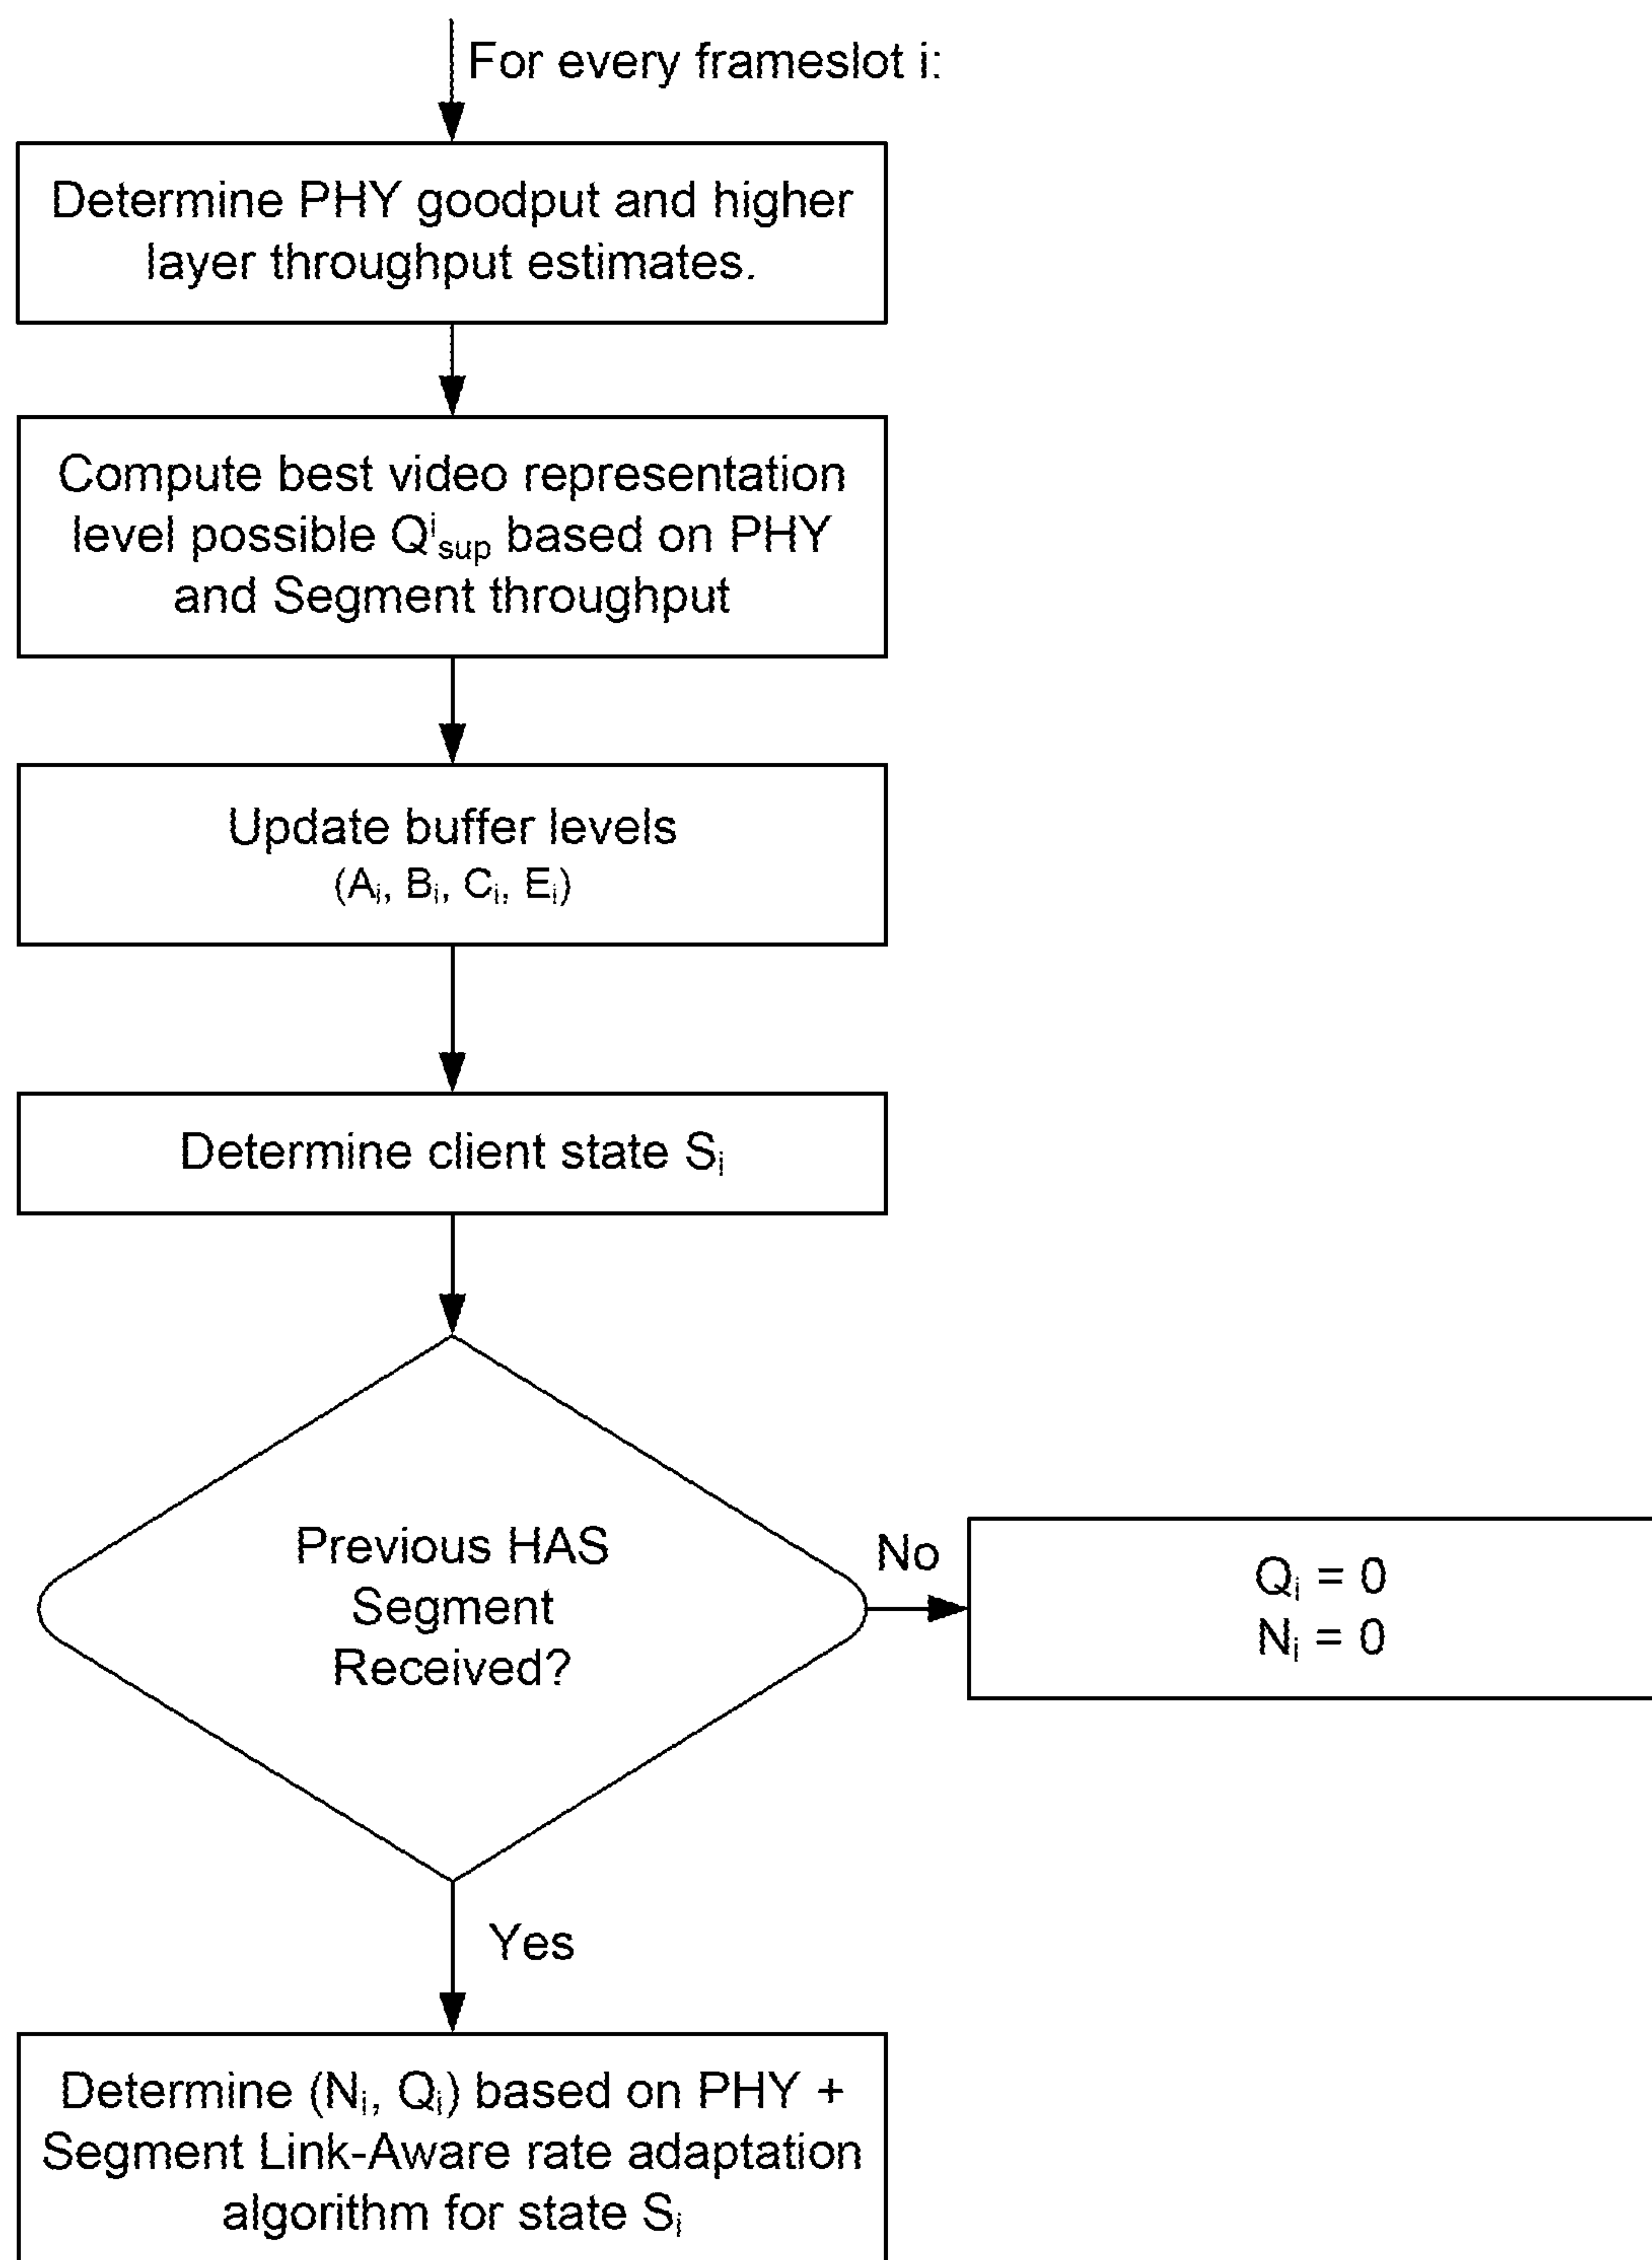 For every frameslot i:
Determine PHY goodput and higher
layer throughput estimates.
Compute best video representation
level possible Qⁱsup based on PHY
and Segment throughput
Update buffer levels
(Aᵢ, Bᵢ, Cᵢ, Eᵢ)
Determine client state Sᵢ
Previous HAS
Segment
Received?
No
Qᵢ = 0
Nᵢ = 0
Yes
Determine (Nᵢ, Qᵢ) based on PHY +
Segment Link-Aware rate adaptation
algorithm for state Sᵢ